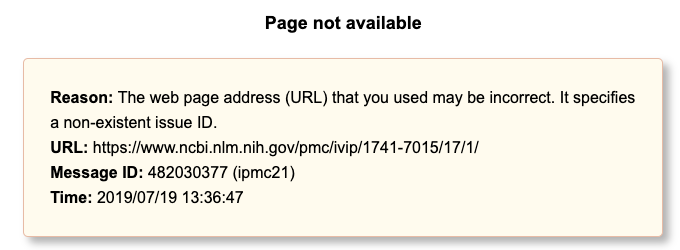 Page not available
Reason: The web page address (URL) that you used may be incorrect. It specifies
a non-existent issue ID.
URL: https://www.ncbi.nlm.nih.gov/pmc/ivip/1741-7015/17/1/
Message ID: 482030377 (ipmc21)
Time: 2019/07/19 13:36:47